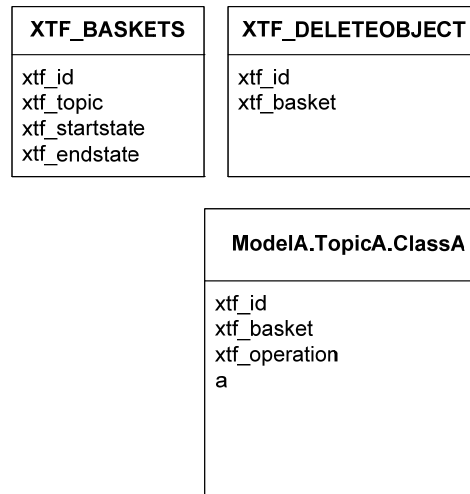 XTF_BASKETS
xtf_id
xtf_topic
xtf_startstate
xtf_endstate
XTF_DELETEOBJECT
xtf_id
xtf_basket
ModelA.TopicA.ClassA
xtf_id
xtf_basket
xtf_operation
a